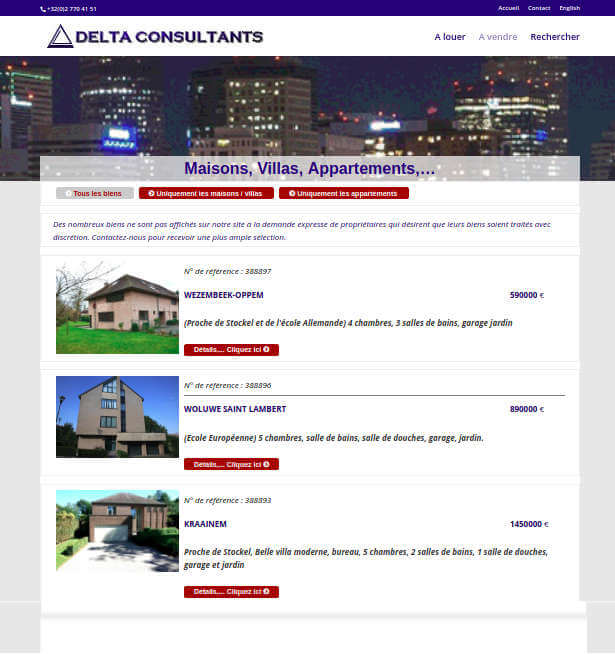 +32(0)2 770 41 51
Accueil Contact English
DELTA CONSULTANTS
A louer A vendre Rechercher
Maisons, Villas, Appartements,...
Tous les biens Uniquement les maisons / villas Uniquement les appartements
Des nombreux biens ne sont pas affichés sur notre site a la demande expresse de propriétaires qui désirent que leurs biens soient traités avec
discrétion. Contactez-nous pour recevoir une plus ample sélection.
N° de référence : 388897
WEZEMBEEK-OPPEM 590000 €
(Proche de Stockel et de l'école Allemande) 4 chambres, 3 salles de bains, garage jardin
Détails.... Cliquez ici
N° de référence : 388896
WOLUWE SAINT LAMBERT 890000 €
(Ecole Européenne) 5 chambres, salle de bains, salle de douches, garage, jardin.
Détails.... Cliquez ici
N° de référence : 388893
KRAAINEM 1450000 €
Proche de Stockel, Belle villa moderne, bureau, 5 chambres, 2 salles de bains, 1 salle de douches,
garage et jardin
Détails.... Cliquez ici